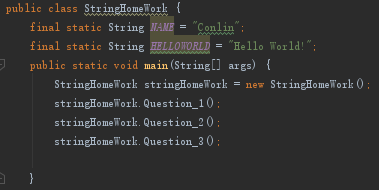 public class StringHomeWork {
final static String NAME = "Conlin";
final static String HELLOWORLD = "Hello World!";
public static void main(String[] args) {
StringHomeWork stringHomeWork = new StringHomeWork();
stringHomeWork.Question_1();
stringHomeWork.Question_2();
stringHomeWork.Question_3();
}